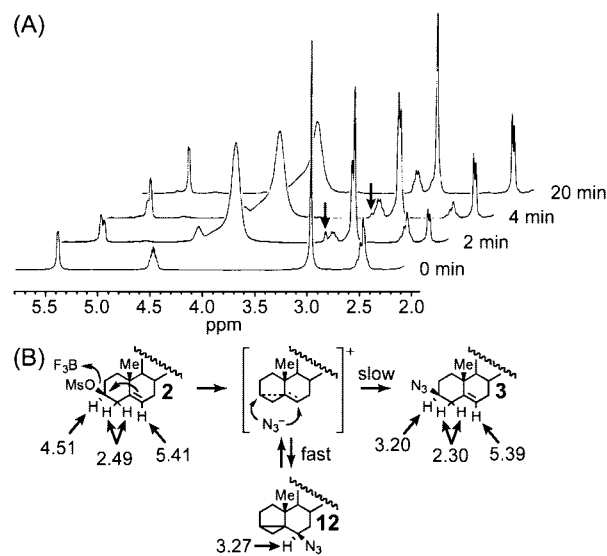 (A)
20 min
4 min
2 min
0 min
5.5 5.0 4.5 4.0 3.5 3.0 2.5 2.0
ppm
(B)
F₃B Me MsO 2 H H H H
4.51 2.49 5.41
Me + N₃⁻
slow
fast
Me N₃ 3 H H H H
3.20 2.30 5.39
Me 12
3.27 H N₃